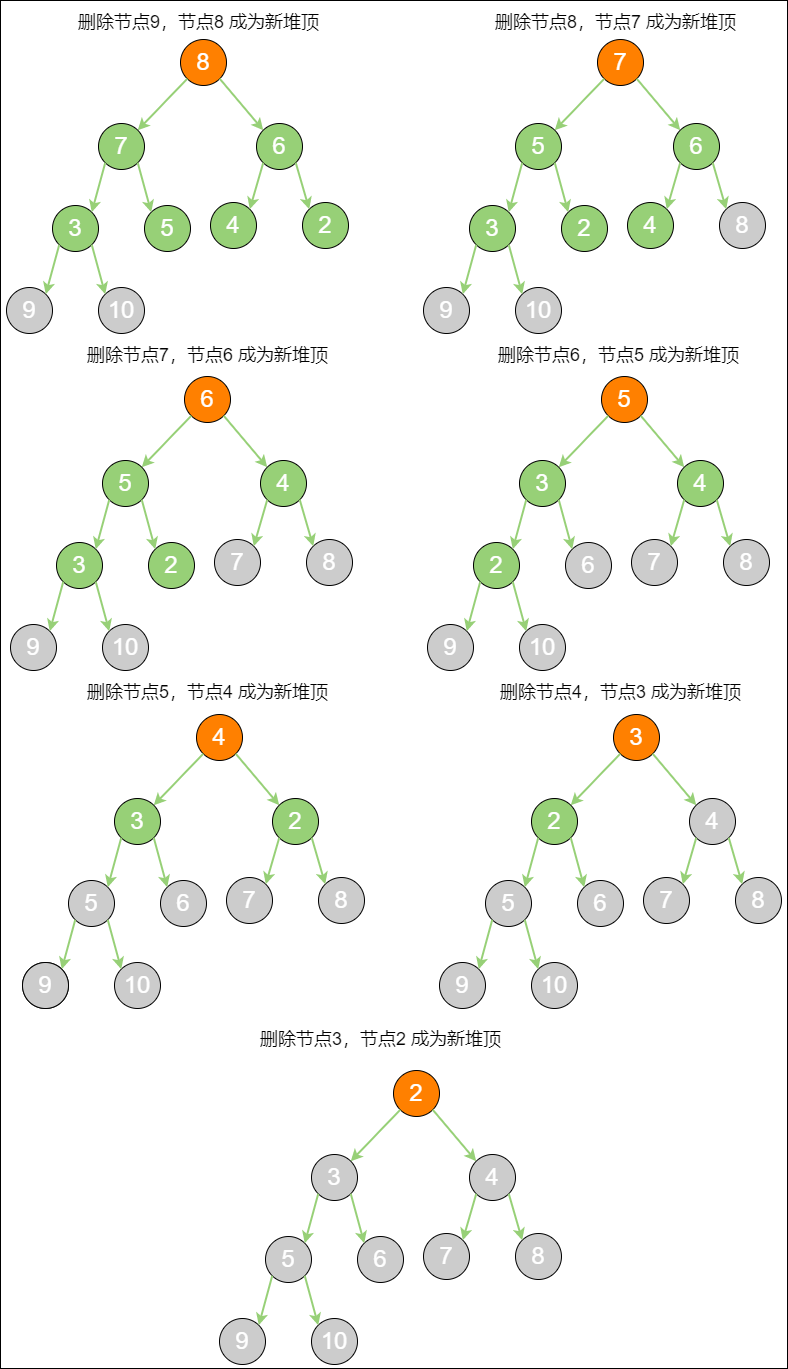 删除节点9，节点8 成为新堆顶
8
7 6
3 5 4 2
9 10
删除节点8，节点7 成为新堆顶
7
5 6
3 2 4 8
9 10
删除节点7，节点6 成为新堆顶
6
5 4
3 2 7 8
9 10
删除节点6，节点5 成为新堆顶
5
3 4
2 6 7 8
9 10
删除节点5，节点4 成为新堆顶
4
3 2
5 6 7 8
9 10
删除节点4，节点3 成为新堆顶
3
2 4
5 6 7 8
9 10
删除节点3，节点2 成为新堆顶
2
3 4
5 6 7 8
9 10